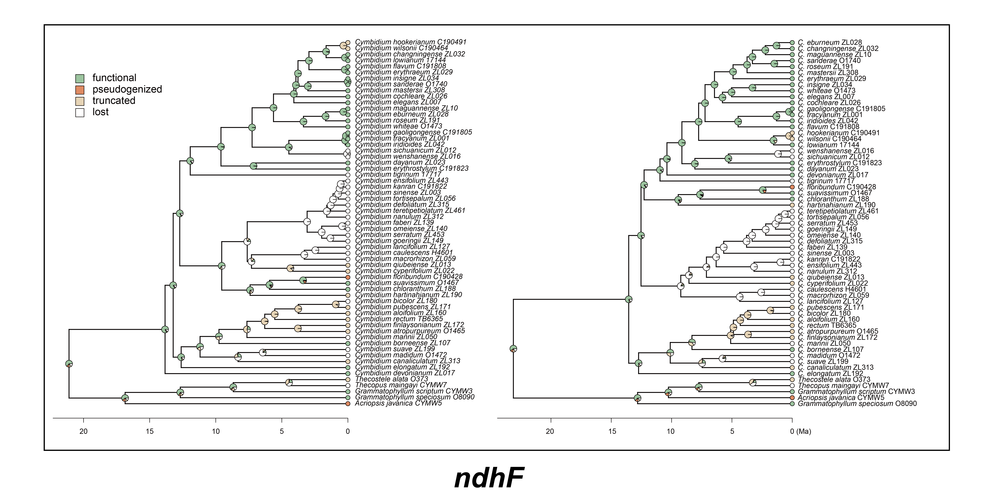 functional
pseudogenized
truncated
lost
Cymbidium hookerianum C190491
Cymbidium wilsonii C190464
Cymbidium changningense ZL032
Cymbidium lowianum 17144
Cymbidium flavum C191808
Cymbidium erythraeum ZL029
Cymbidium insigne ZL034
Cymbidium sanderae O1740
Cymbidium mastersii ZL308
Cymbidium cochleare ZL026
Cymbidium elegans ZL007
Cymbidium maguannense ZL10
Cymbidium eburneum ZL028
Cymbidium roseum ZL191
Cymbidium whiteae O1473
Cymbidium gaoligongense C191805
Cymbidium tracyanum ZL001
Cymbidium iridioides ZL042
Cymbidium sichuanicum ZL012
Cymbidium wenshanense ZL016
Cymbidium dayanum ZL023
Cymbidium erythrostylum C191823
Cymbidium tigrinum 17717
Cymbidium ensifolium ZL443
Cymbidium kanran C191822
Cymbidium sinense ZL003
Cymbidium tortisepalum ZL056
Cymbidium defoliatum ZL315
Cymbidium teretipetiolatum ZL461
Cymbidium nanulum ZL312
Cymbidium faberi ZL139
Cymbidium omeiense ZL140
Cymbidium serratum ZL453
Cymbidium goeringii ZL149
Cymbidium lancifolium ZL127
Cymbidium caulescens H4601
Cymbidium macrorhizon ZL059
Cymbidium qiubeiense ZL013
Cymbidium cyperifolium ZL022
Cymbidium floribundum C190428
Cymbidium suavissimum O1467
Cymbidium chloranthum ZL188
Cymbidium hartinahianum ZL190
Cymbidium bicolor ZL180
Cymbidium pubescens ZL171
Cymbidium aloifolium ZL160
Cymbidium rectum TB6365
Cymbidium finlaysonianum ZL172
Cymbidium atropurpureum O1465
Cymbidium mannii ZL050
Cymbidium borneense ZL107
Cymbidium suave ZL199
Cymbidium madidum O1472
Cymbidium canaliculatum ZL313
Cymbidium elongatum ZL192
Cymbidium devonianum ZL017
Thecostele alata O373
Thecopus maingayi CYMW7
Grammatophyllum scriptum CYMW3
Grammatophyllum speciosum O8090
Acriopsis javanica CYMW5
20 15 10 5 0
C. eburneum ZL028
C. changningense ZL032
C. maguannense ZL10
C. sanderae O1740
C. roseum ZL191
C. mastersii ZL308
C. erythraeum ZL029
C. insigne ZL034
C. whiteae O1473
C. elegans ZL007
C. cochleare ZL026
C. gaoligongense C191805
C. tracyanum ZL001
C. iridioides ZL042
C. flavum C191808
C. hookerianum C190491
C. wilsonii C190464
C. lowianum 17144
C. wenshanense ZL016
C. sichuanicum ZL012
C. erythrostylum C191823
C. dayanum ZL023
C. devonianum ZL017
C. tigrinum 17717
C. floribundum C190428
C. suavissimum O1467
C. chloranthum ZL188
C. hartinahianum ZL190
C. teretipetiolatum ZL461
C. tortisepalum ZL056
C. serratum ZL453
C. goeringii ZL149
C. omeiense ZL140
C. defoliatum ZL315
C. faberi ZL139
C. sinense ZL003
C. kanran C191822
C. ensifolium ZL443
C. nanulum ZL312
C. qiubeiense ZL013
C. cyperifolium ZL022
C. caulescens H4601
C. macrorhizon ZL059
C. lancifolium ZL127
C. pubescens ZL171
C. bicolor ZL180
C. aloifolium ZL160
C. rectum TB6365
C. atropurpureum O1465
C. finlaysonianum ZL172
C. mannii ZL050
C. borneense ZL107
C. madidum O1472
C. suave ZL199
C. canaliculatum ZL313
C. elongatum ZL192
Thecostele alata O373
Thecopus maingayi CYMW7
Grammatophyllum scriptum CYMW3
Acriopsis javanica CYMW5
Grammatophyllum speciosum O8090
20 15 10 5 0 (Ma)
ndhF